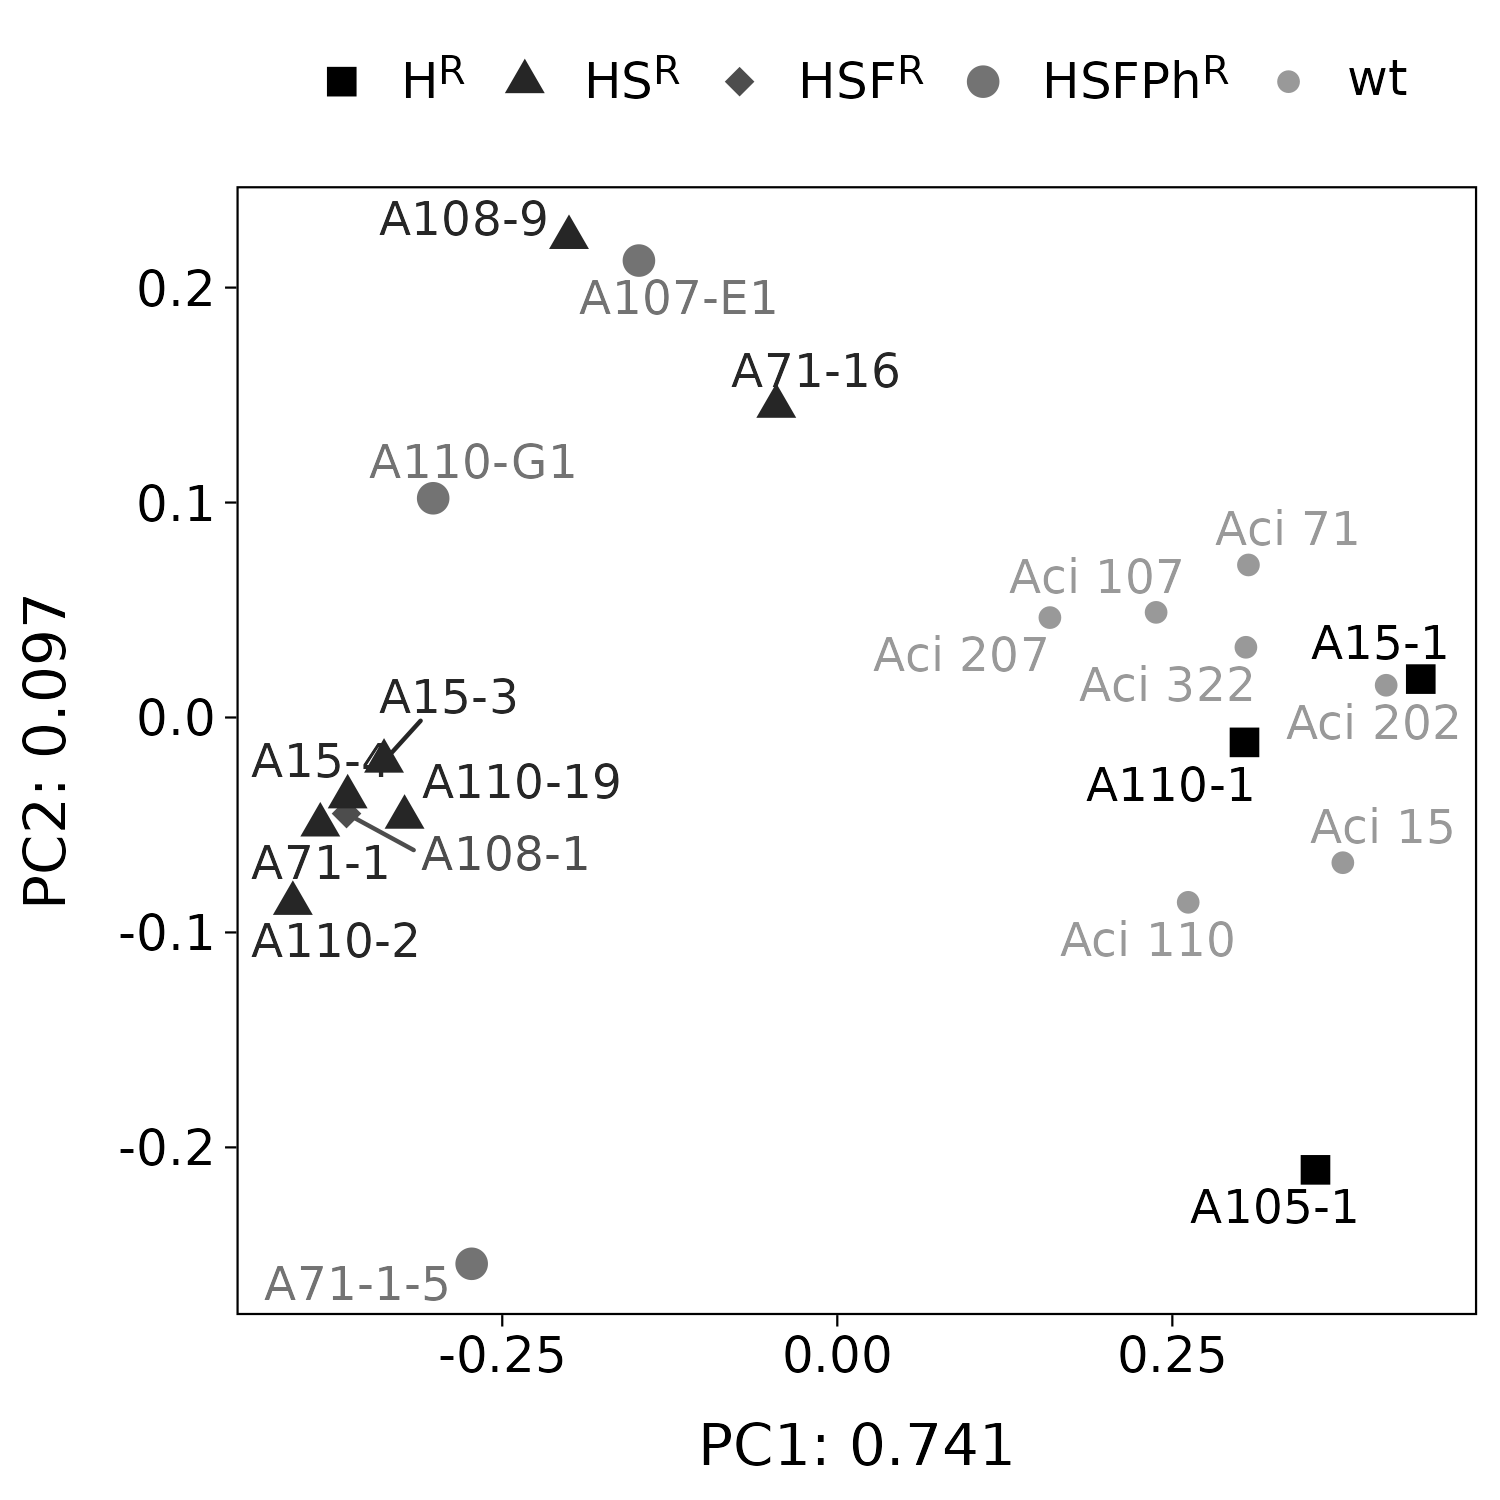 H^R HS^R HSF^R HSFPh^R wt
A108-9
A107-E1
A71-16
A110-G1
Aci 71
Aci 107
Aci 207
A15-1
Aci 322
Aci 202
A15-3
A15-4
A110-19
A110-1
Aci 15
A108-1
A71-1
A110-2
Aci 110
A105-1
A71-1-5
0.2
0.1
0.0
-0.1
-0.2
PC2: 0.097
-0.25 0.00 0.25
PC1: 0.741